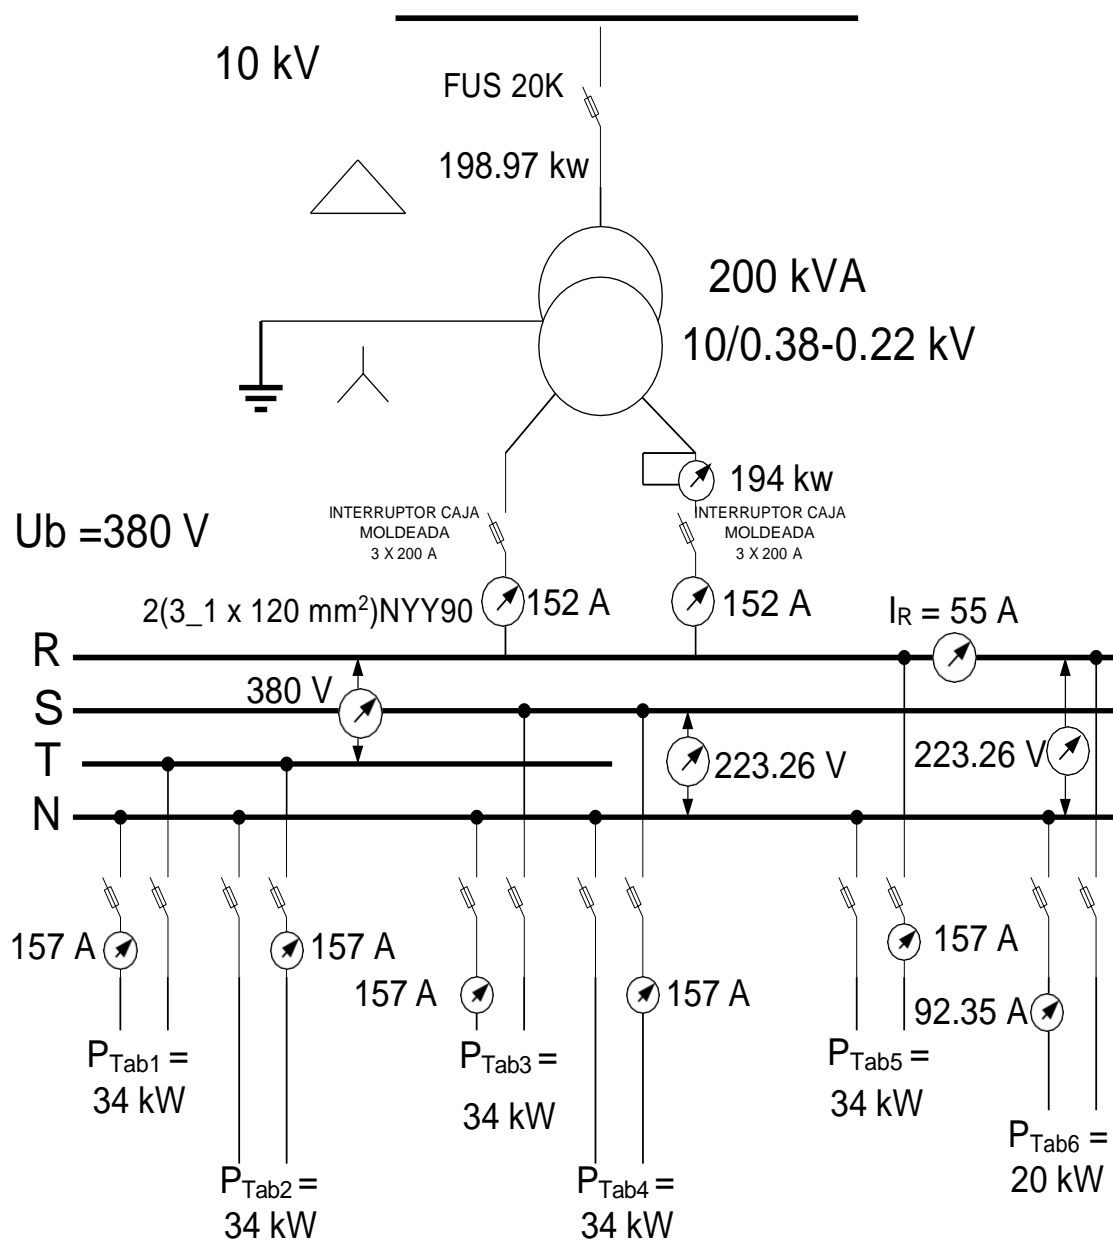 10 kV
FUS 20K
198.97 kw
200 kVA
10/0.38-0.22 kV
194 kw
Ub =380 V
INTERRUPTOR CAJA
MOLDEADA
3 X 200 A
INTERRUPTOR CAJA
MOLDEADA
3 X 200 A
2(3_1 x 120 mm²)NYY90
152 A
152 A
I_R = 55 A
R
380 V
S
T
223.26 V
223.26 V
N
157 A
157 A
157 A
157 A
157 A
92.35 A
P_Tab1 =
34 kW
P_Tab3 =
34 kW
P_Tab5 =
34 kW
P_Tab2 =
34 kW
P_Tab4 =
34 kW
P_Tab6 =
20 kW